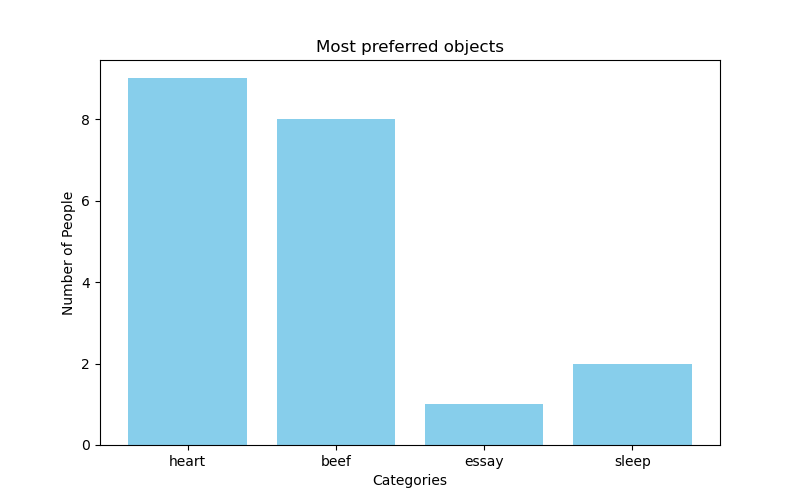 Most preferred objects
Number of People
8
6
4
2
0
heart beef essay sleep
Categories